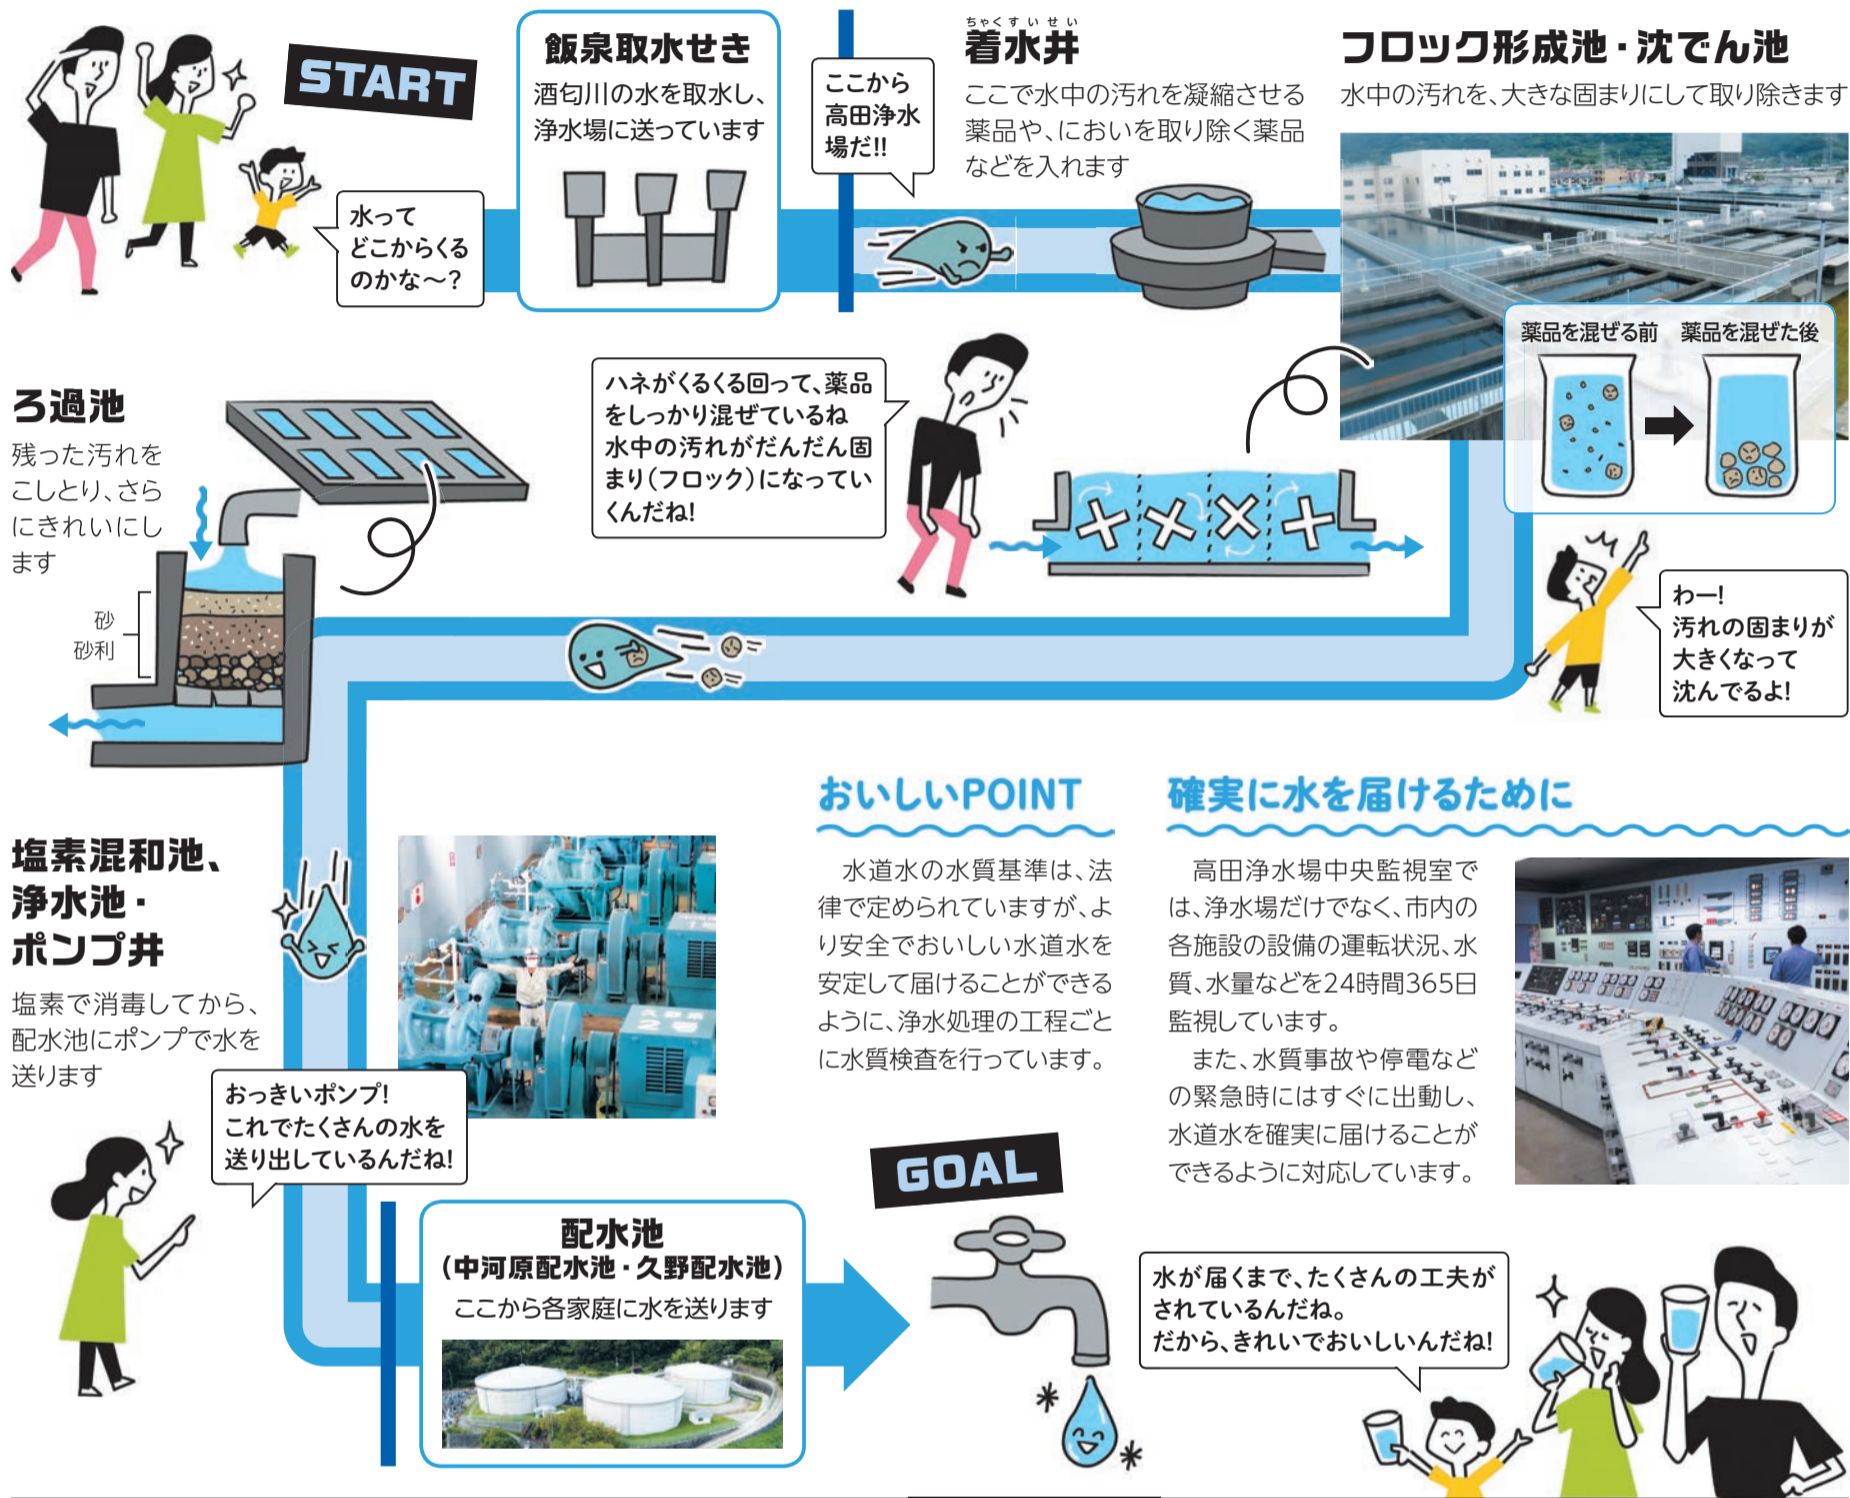 START
水って
どこからくる
のかな〜?
飯泉取水せき
酒匂川の水を取水し、
浄水場に送っています
ここから
高田浄水
場だ!!
ちゃくすいせい
着水井
ここで水中の汚れを凝縮させる
薬品や、においを取り除く薬品
などを入れます
フロック形成池・沈でん池
水中の汚れを、大きな固まりにして取り除きます
薬品を混ぜる前
薬品を混ぜた後
ハネがくるくる回って、薬品
をしっかり混ぜているね
水中の汚れがだんだん固
まり(フロック)になってい
くんだね!
わー!
汚れの固まりが
大きくなって
沈んでるよ!
ろ過池
残った汚れを
こしとり、さら
にきれいにし
ます
砂
砂利
塩素混和池、
浄水池・
ポンプ井
塩素で消毒してから、
配水池にポンプで水を
送ります
おっきいポンプ!
これでたくさんの水を
送り出しているんだね!
おいしいPOINT
水道水の水質基準は、法
律で定められていますが、よ
り安全でおいしい水道水を
安定して届けることができる
ように、浄水処理の工程ごと
に水質検査を行っています。
確実に水を届けるために
高田浄水場中央監視室で
は、浄水場だけでなく、市内の
各施設の設備の運転状況、水
質、水量などを24時間365日
監視しています。
また、水質事故や停電など
の緊急時にはすぐに出動し、
水道水を確実に届けることが
できるように対応しています。
配水池
(中河原配水池・久野配水池)
ここから各家庭に水を送ります
GOAL
水が届くまで、たくさんの工夫が
されているんだね。
だから、きれいでおいしいんだね!